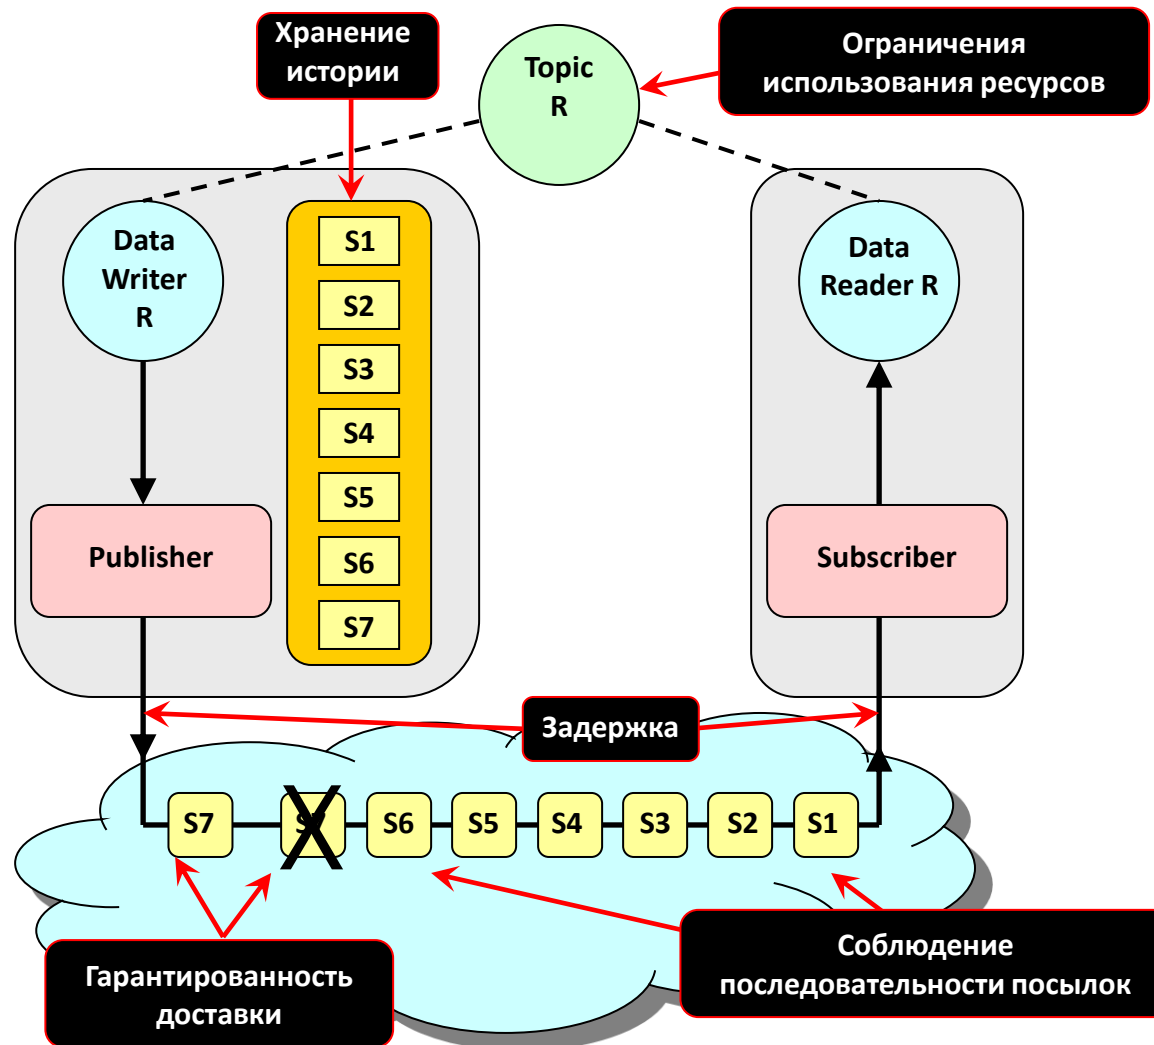 Хранение
истории
Topic
R
Ограничения
использования ресурсов
Data
Writer
R
S1
S2
S3
S4
S5
S6
S7
Data
Reader R
Publisher
Subscriber
Задержка
S7
S7
S6
S5
S4
S3
S2
S1
Гарантированность
доставки
Соблюдение
последовательности посылок